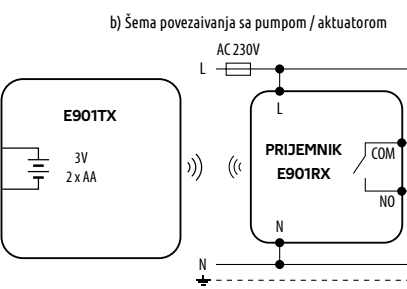 b) Šema povezaivanja sa pumpom / aktuatorom
AC 230V
L
L
E901TX
3V
2 x AA
PRIJEMNIK
E901RX
COM
NO
N
N